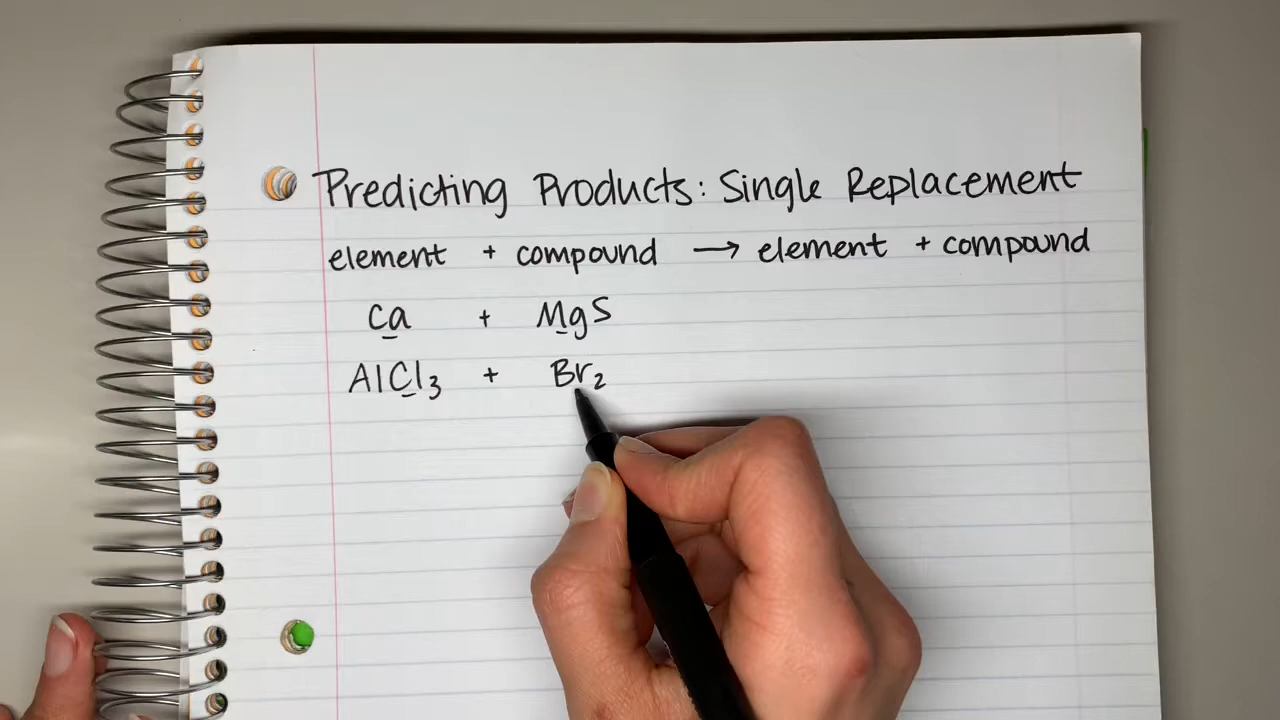 Predicting Products: Single Replacement
element + compound → element + compound
Ca + MgS
AlCl₃ + Br₂